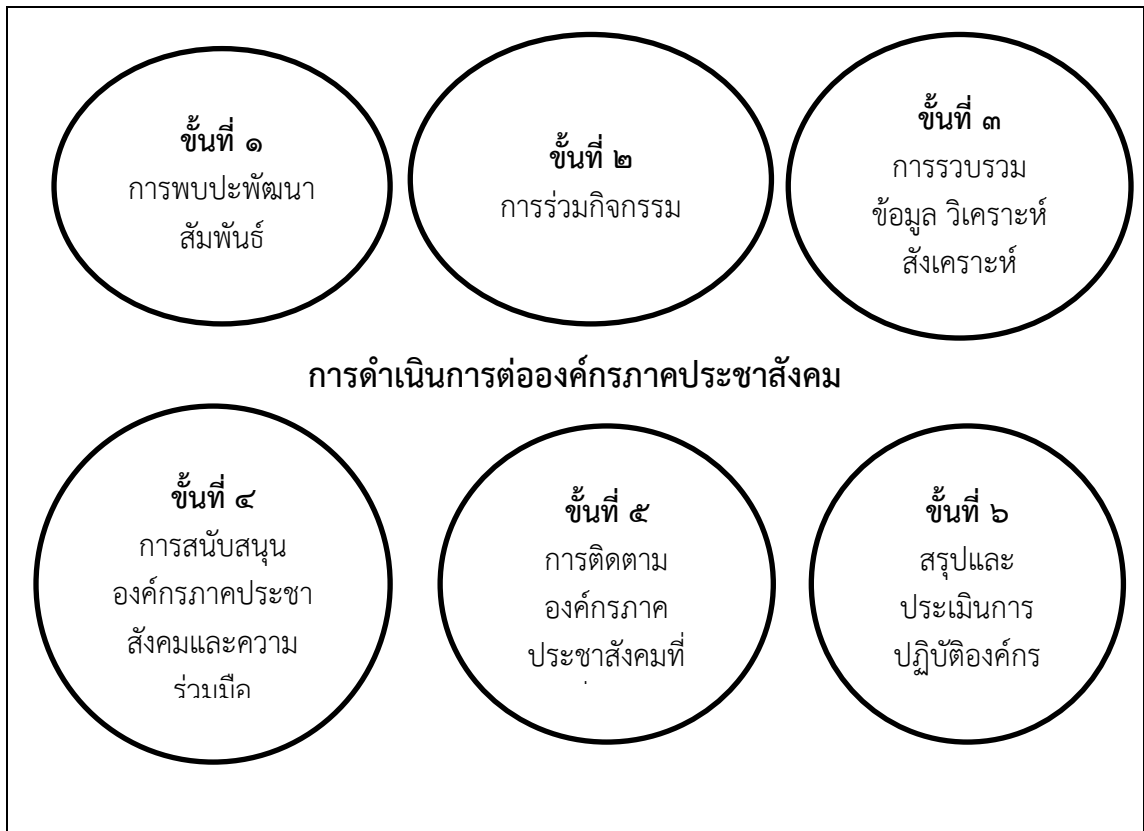 ขั้นที่ ๑
การพบปะพัฒนา
สัมพันธ์
ขั้นที่ ๒
การร่วมกิจกรรม
ขั้นที่ ๓
การรวบรวม
ข้อมูล วิเคราะห์
สังเคราะห์
การดำเนินการต่อองค์กรภาคประชาสังคม
ขั้นที่ ๔
การสนับสนุน
องค์กรภาคประชา
สังคมและความ
ร่วมมือ
ขั้นที่ ๕
การติดตาม
องค์กรภาค
ประชาสังคมที่
ขั้นที่ ๖
สรุปและ
ประเมินการ
ปฏิบัติองค์กร